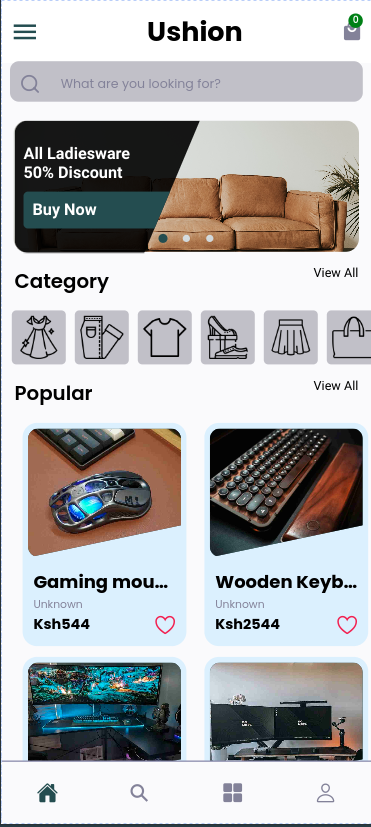 Ushion
0
What are you looking for?
All Ladiesware
50% Discount
Buy Now
Category
View All
Popular
View All
Gaming mou...
Wooden Keyb...
Unknown
Unknown
Ksh544
Ksh2544